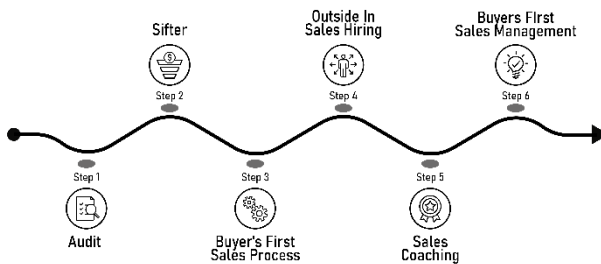 Sifter
Step 2
Outside In
Sales Hiring
Step 4
Buyers FIrst
Sales Management
Step 6
Step 1
Audit
Step 3
Buyer's First
Sales Process
Step 5
Sales
Coaching